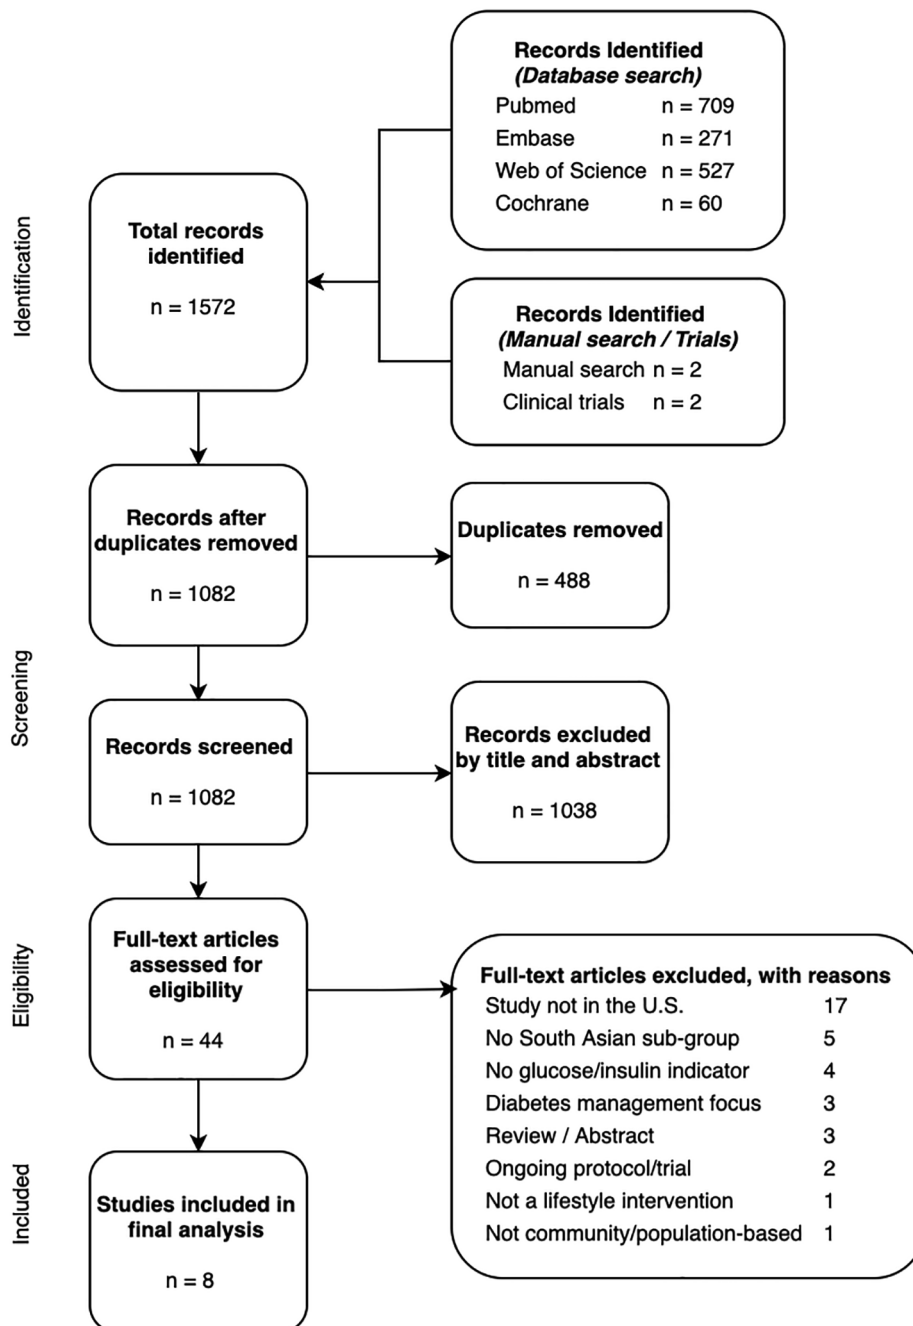 Records Identified
(Database search)
Pubmed n = 709
Embase n = 271
Web of Science n = 527
Cochrane n = 60
Identification
Total records
identified
n = 1572
Records Identified
(Manual search / Trials)
Manual search n = 2
Clinical trials n = 2
Records after
duplicates removed
n = 1082
Duplicates removed
n = 488
Screening
Records screened
n = 1082
Records excluded
by title and abstract
n = 1038
Eligibility
Full-text articles
assessed for
eligibility
n = 44
Full-text articles excluded, with reasons
Study not in the U.S. 17
No South Asian sub-group 5
No glucose/insulin indicator 4
Diabetes management focus 3
Review / Abstract 3
Ongoing protocol/trial 2
Not a lifestyle intervention 1
Not community/population-based 1
Included
Studies included in
final analysis
n = 8